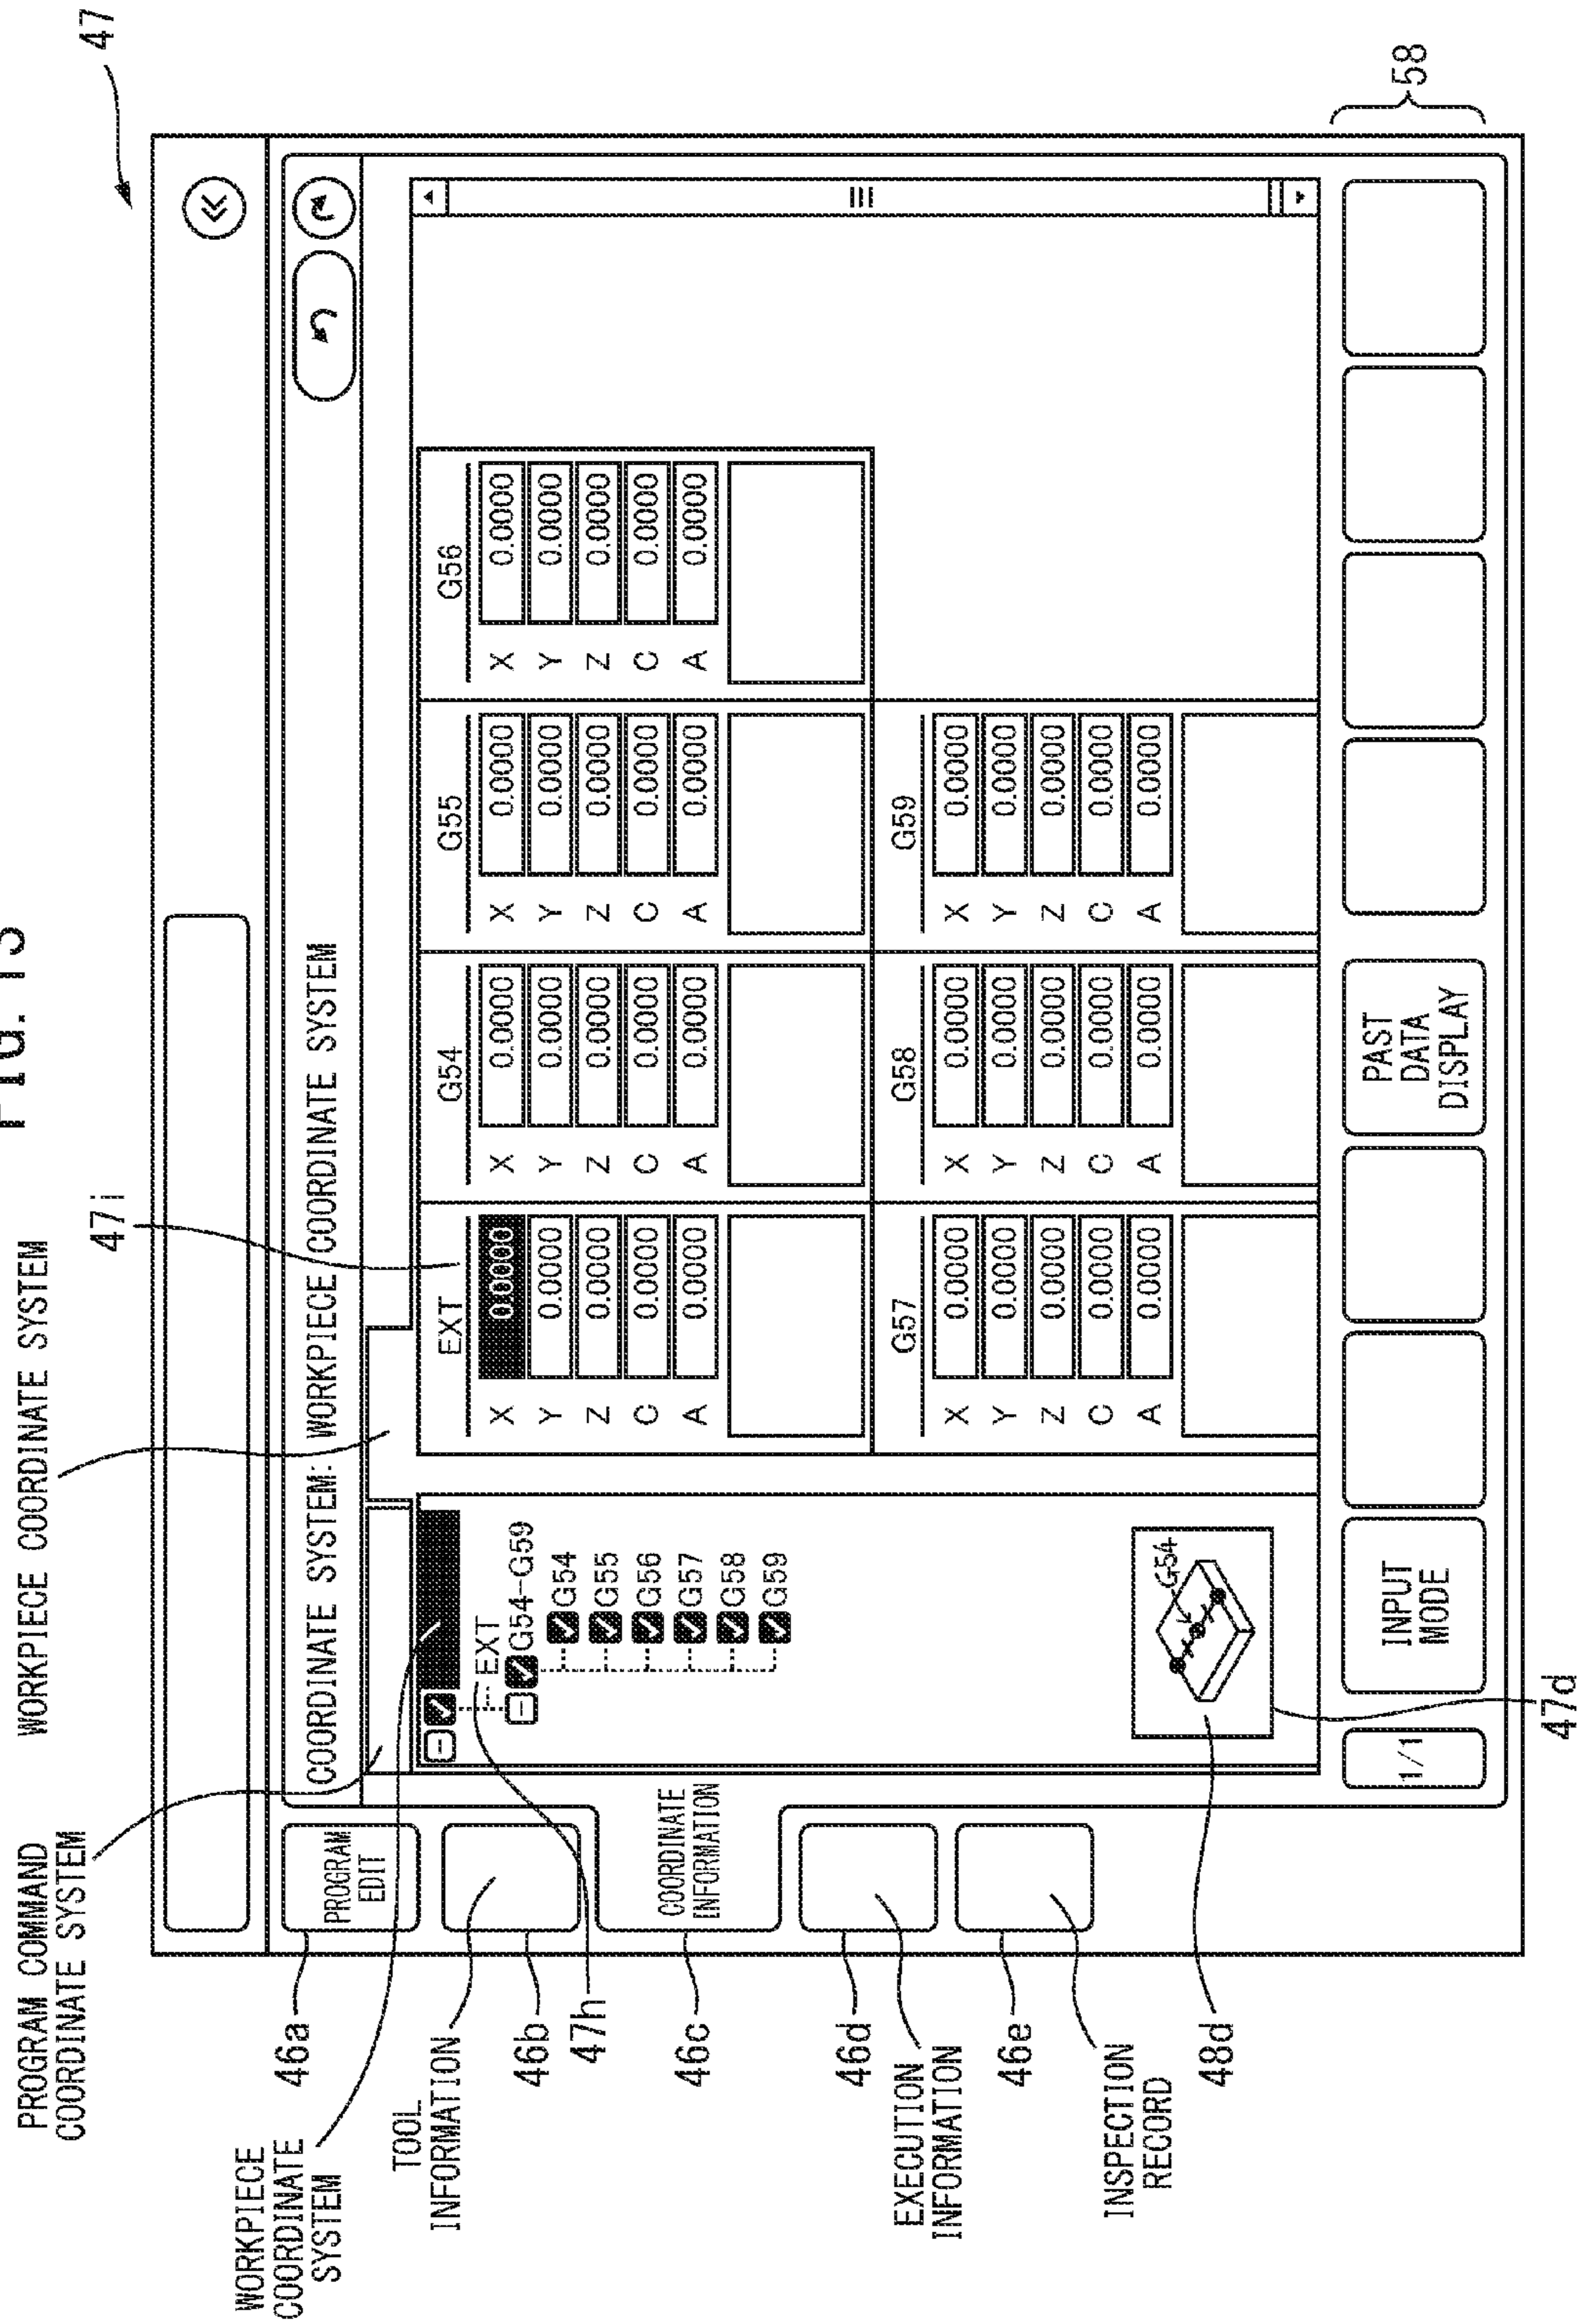 FIG. 13
PROGRAM COMMAND
COORDINATE SYSTEM
WORKPIECE COORDINATE SYSTEM
47i
47
WORKPIECE
COORDINATE
SYSTEM
46a
PROGRAM
EDIT
TOOL
INFORMATION
46b
47h
46c
COORDINATE
INFORMATION
46d
EXECUTION
INFORMATION
46e
INSPECTION
RECORD
48d
47d
58
COORDINATE SYSTEM: WORKPIECE COORDINATE SYSTEM
EXT
G54-G59
G54
G55
G56
G57
G58
G59
G54
EXT
X 0.0000
Y 0.0000
Z 0.0000
C 0.0000
A 0.0000
G54
X 0.0000
Y 0.0000
Z 0.0000
C 0.0000
A 0.0000
G55
X 0.0000
Y 0.0000
Z 0.0000
C 0.0000
A 0.0000
G56
X 0.0000
Y 0.0000
Z 0.0000
C 0.0000
A 0.0000
G57
X 0.0000
Y 0.0000
Z 0.0000
C 0.0000
A 0.0000
G58
X 0.0000
Y 0.0000
Z 0.0000
C 0.0000
A 0.0000
G59
X 0.0000
Y 0.0000
Z 0.0000
C 0.0000
A 0.0000
1/1
INPUT
MODE
PAST
DATA
DISPLAY